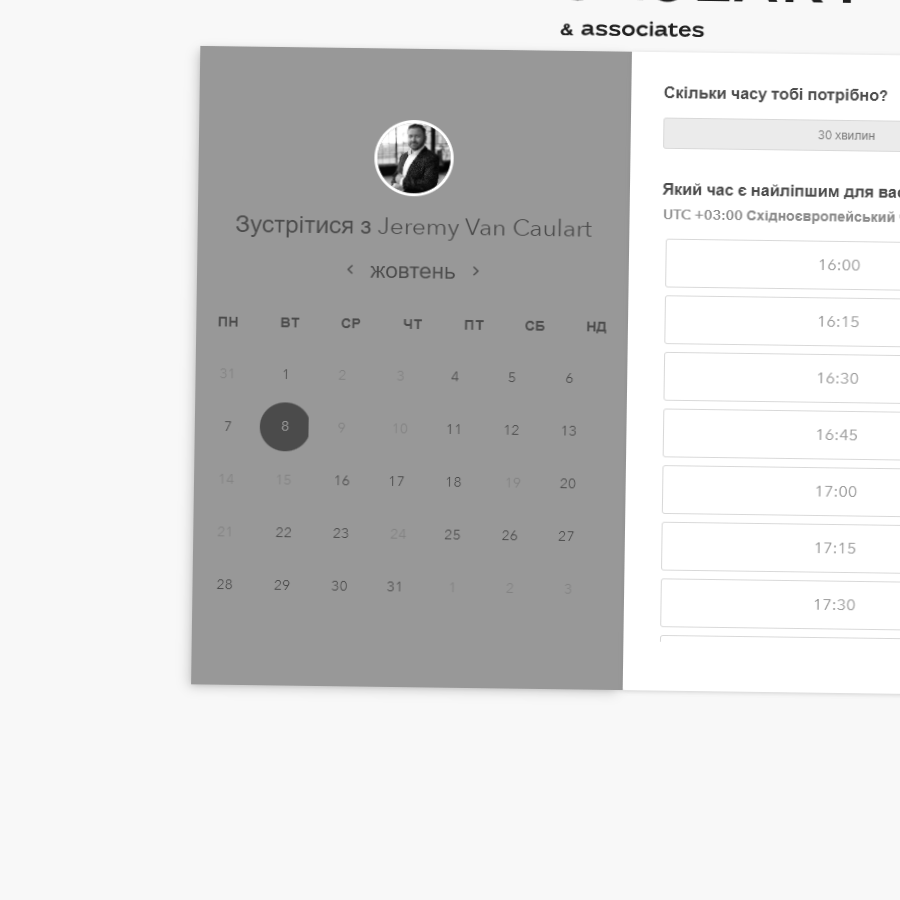 & associates
Зустрітися з Jeremy Van Caulart
жовтень
ПН ВТ СР ЧТ ПТ СБ НД
31 1 2 3 4 5 6
7 8 9 10 11 12 13
14 15 16 17 18 19 20
21 22 23 24 25 26 27
28 29 30 31 1 2 3
Скільки часу тобі потрібно?
30 хвилин
Який час є найліпшим для вас
UTC +03:00 Східноєвропейський
16:00
16:15
16:30
16:45
17:00
17:15
17:30